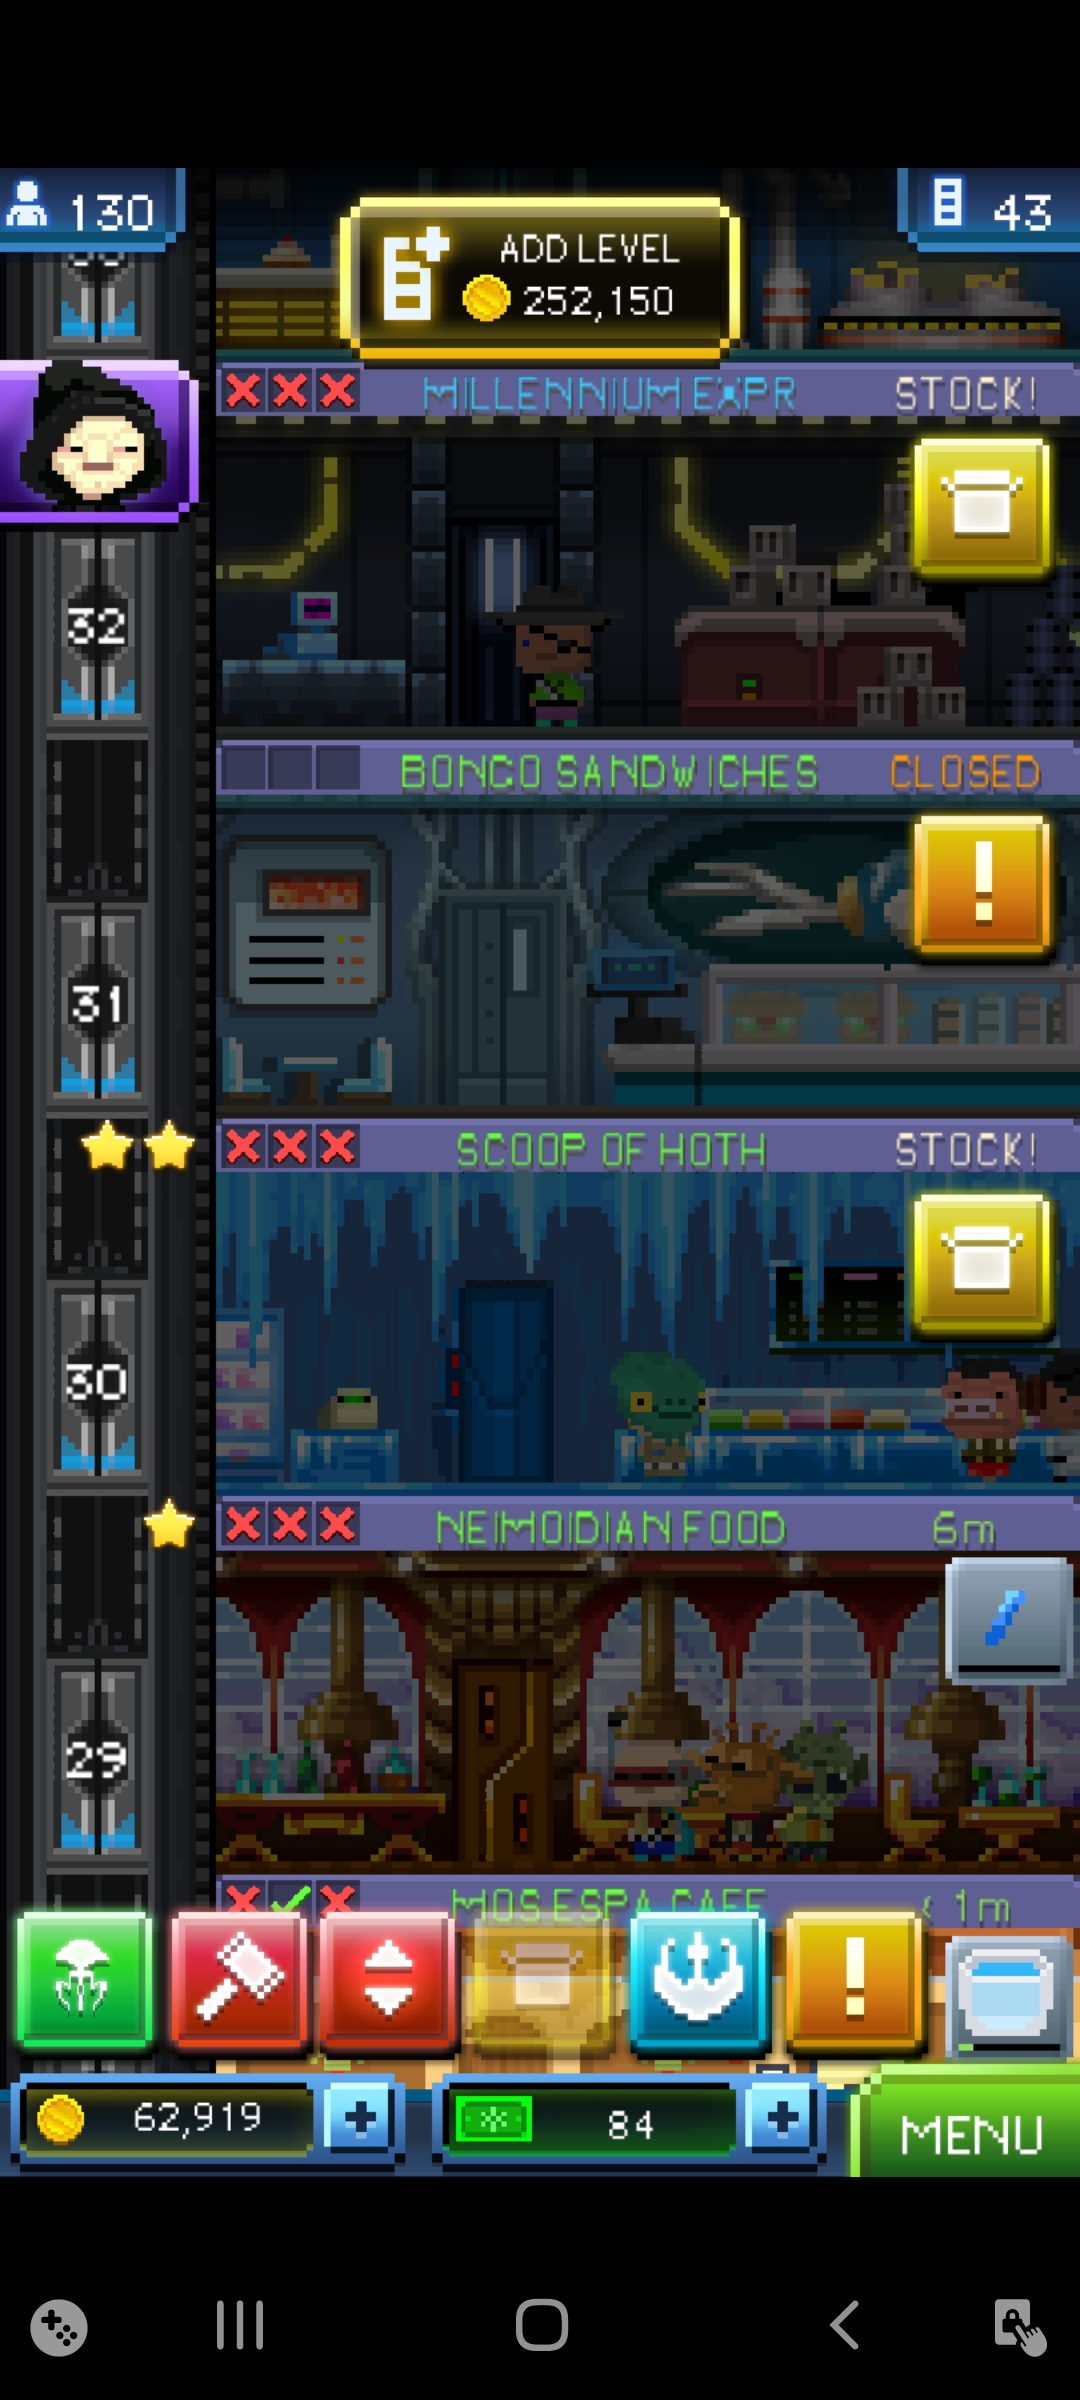 130
43
ADD LEVEL
252,150
MILLENNIUM EXPR
STOCK!
32
BONGO SANDWICHES
CLOSED
31
SCOOP OF HOTH
STOCK!
30
NEIMOIDIAN FOOD
6m
29
MOS ESPA CAFE
< 1m
62,919
84
MENU